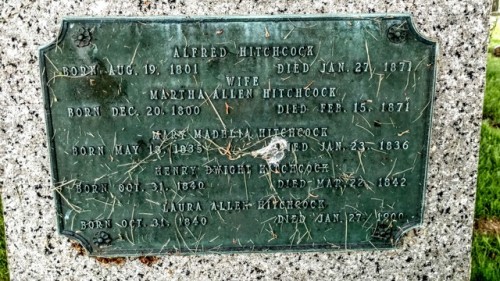 ALFRED HITCHCOCK
BORN AUG. 19, 1801 DIED JAN. 27, 1871
WIFE
MARTHA ALLEN HITCHCOCK
BORN DEC. 20, 1800 DIED FEB. 15, 1871
MARY MADELIA HITCHCOCK
BORN MAY 13, 1835 DIED JAN. 23, 1836
HENRY DWIGHT HITCHCOCK
BORN OCT. 31, 1840 DIED MAR. 22, 1842
LAURA ALLEN HITCHCOCK
BORN OCT. 31, 1840 DIED JAN. 27,